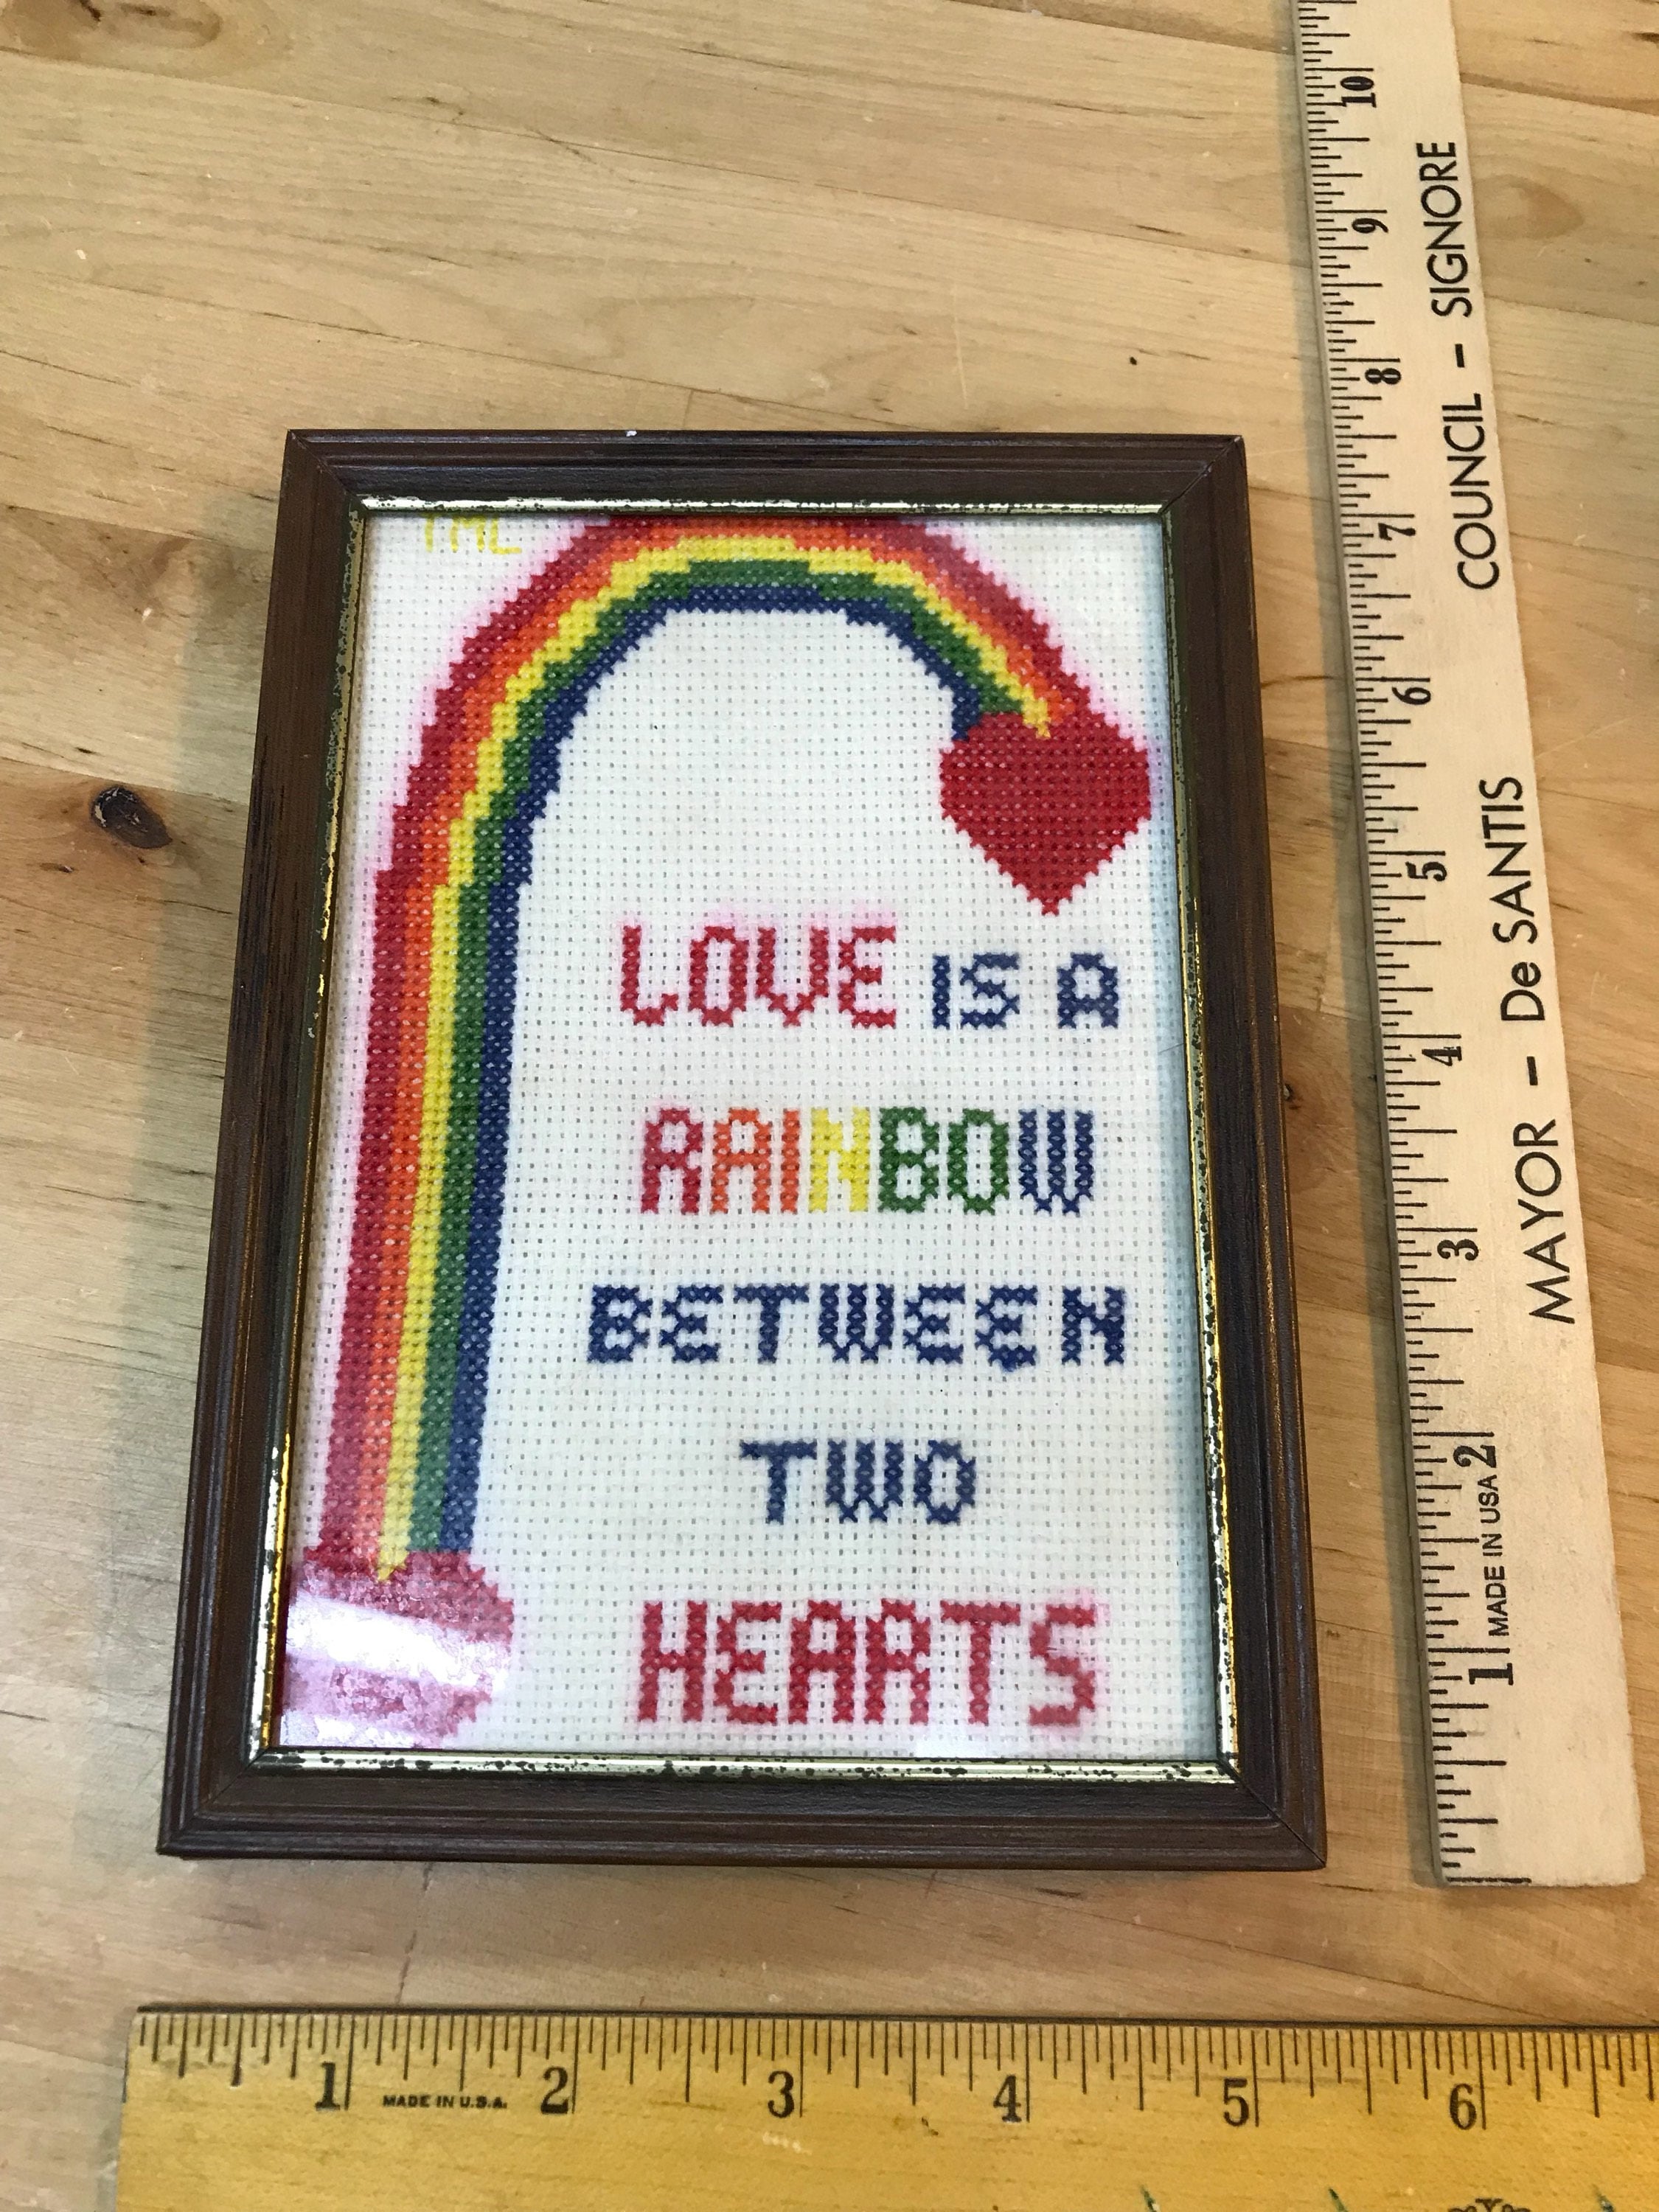 TML
LOVE IS A
RAINBOW
BETWEEN
TWO
HEARTS
MAYOR – De SANTIS COUNCIL – SIGNORE
MADE IN USA
1 2 3 4 5 6 7 8 9 10
1 2 3 4 5 6
MADE IN U.S.A.